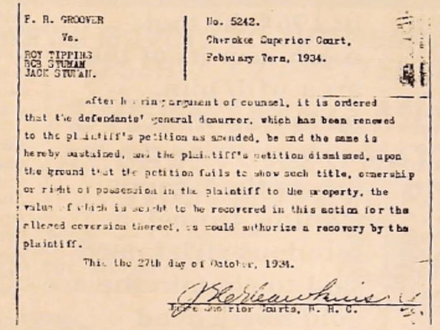 F. R. GROOVER
Vs.
ROY TIPPINS
BOB STUMAN
JACK STUMAN.
No. 5242.
Cherokee Superior Court,
February Term, 1934.
After hearing argument of counsel, it is ordered
that the defendants' general demurrer, which has been renewed
to the plaintiff's petition as amended, be and the same is
hereby sustained, and the plaintiff's petition dismissed, upon
the ground that the petition fails to show such title, ownership
or right of possession in the plaintiff to the property, the
value of which is sought to be recovered in this action for the
alleged coversion thereof, as could authorize a recovery by the
plaintiff.
This the 27th day of October, 1934.
Superior Courts, B. R. C.